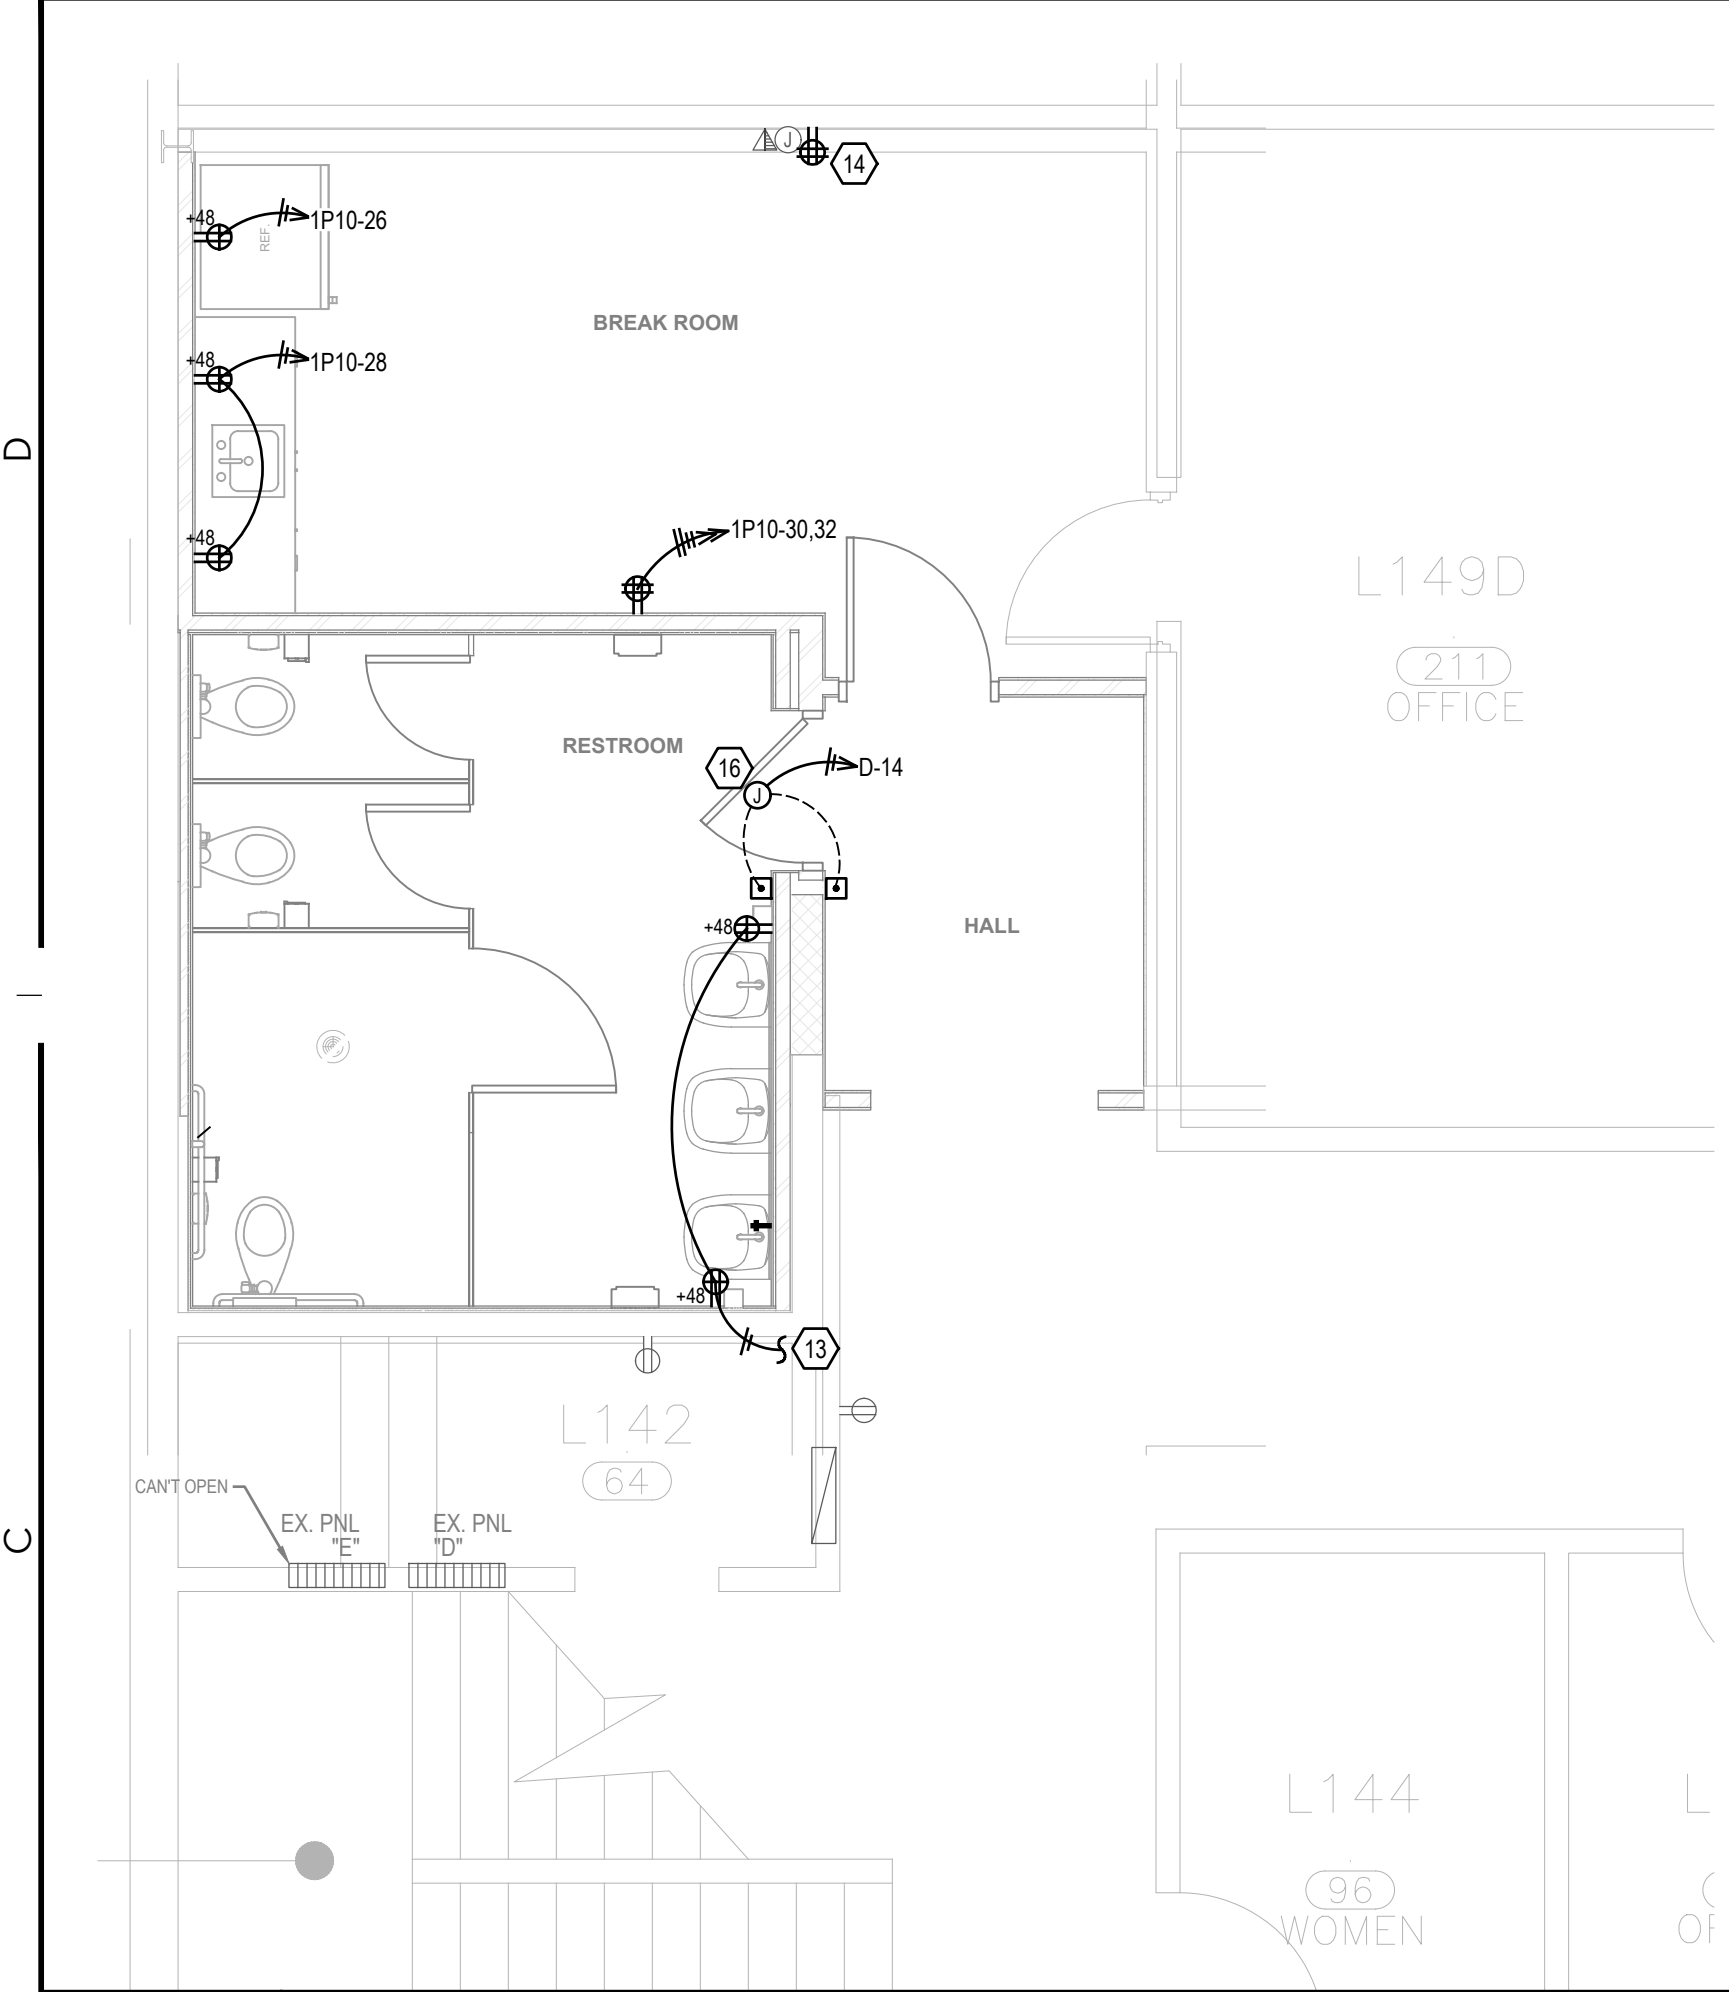 J
14
+48
1P10-26
REF.
BREAK ROOM
+48
1P10-28
D
+48
1P10-30,32
L149D
211
OFFICE
RESTROOM
16
D-14
J
+48
HALL
+48
13
L142
64
CAN'T OPEN
EX. PNL
"E"
EX. PNL
"D"
C
L144
96
WOMEN
L
OF